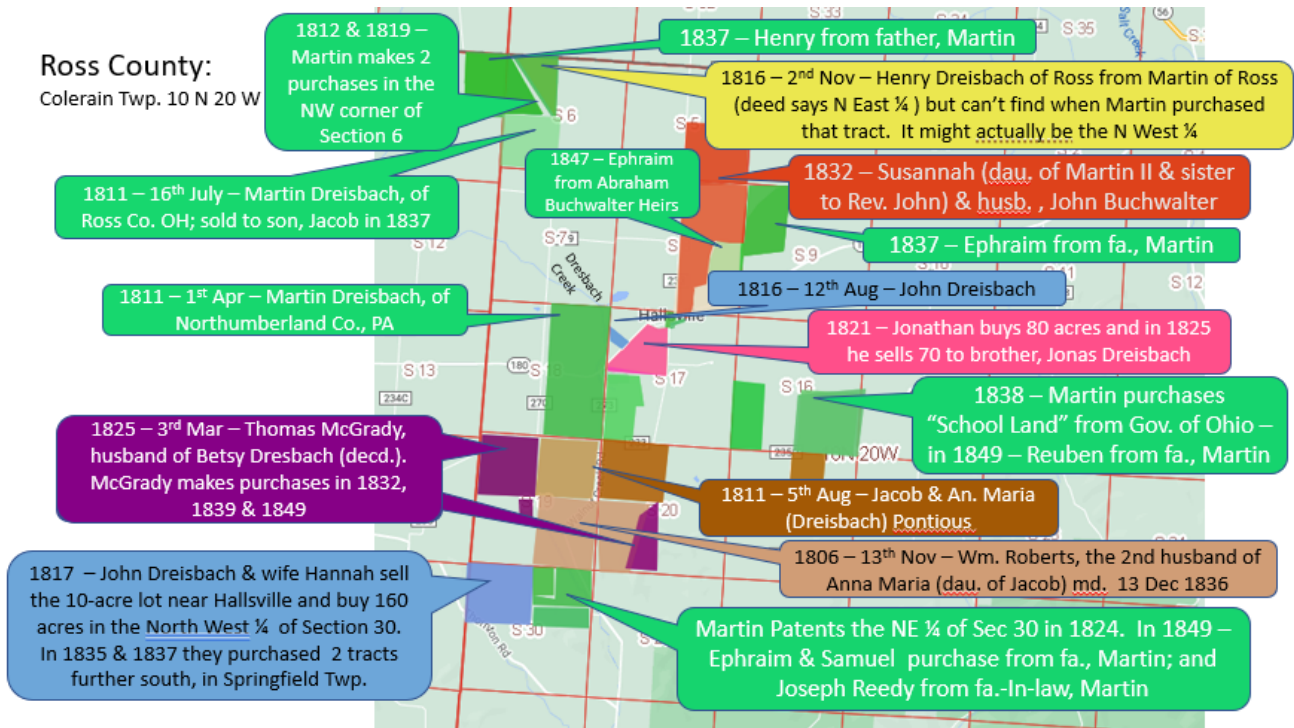 Ross County:
Colerain Twp. 10 N 20 W
1812 & 1819 –
Martin makes 2
purchases in the
NW corner of
Section 6
1837 – Henry from father, Martin
1816 – 2nd Nov – Henry Dreisbach of Ross from Martin of Ross
(deed says N East ¼ ) but can't find when Martin purchased
that tract. It might actually be the N West ¼
1847 – Ephraim
from Abraham
Buchwalter Heirs
1832 – Susannah (dau. of Martin II & sister
to Rev. John) & husb. , John Buchwalter
1811 – 16th July – Martin Dreisbach, of
Ross Co. OH; sold to son, Jacob in 1837
1837 – Ephraim from fa., Martin
1811 – 1st Apr – Martin Dreisbach, of
Northumberland Co., PA
1816 – 12th Aug – John Dreisbach
1821 – Jonathan buys 80 acres and in 1825
he sells 70 to brother, Jonas Dreisbach
1838 – Martin purchases
"School Land" from Gov. of Ohio –
in 1849 – Reuben from fa., Martin
1825 – 3rd Mar – Thomas McGrady,
husband of Betsy Dresbach (decd.).
McGrady makes purchases in 1832,
1839 & 1849
1811 – 5th Aug – Jacob & An. Maria
(Dreisbach) Pontious
1806 – 13th Nov – Wm. Roberts, the 2nd husband of
Anna Maria (dau. of Jacob) md. 13 Dec 1836
1817 – John Dreisbach & wife Hannah sell
the 10-acre lot near Hallsville and buy 160
acres in the North West ¼ of Section 30.
In 1835 & 1837 they purchased 2 tracts
further south, in Springfield Twp.
Martin Patents the NE ¼ of Sec 30 in 1824. In 1849 –
Ephraim & Samuel purchase from fa., Martin; and
Joseph Reedy from fa.-In-law, Martin
S 33
S 35
56
Salt Creek
S 6
S 12
S 9
S 12
Dresbach
Creek
S 13
180
S 17
S 16
234C
270
20W
20
S 30